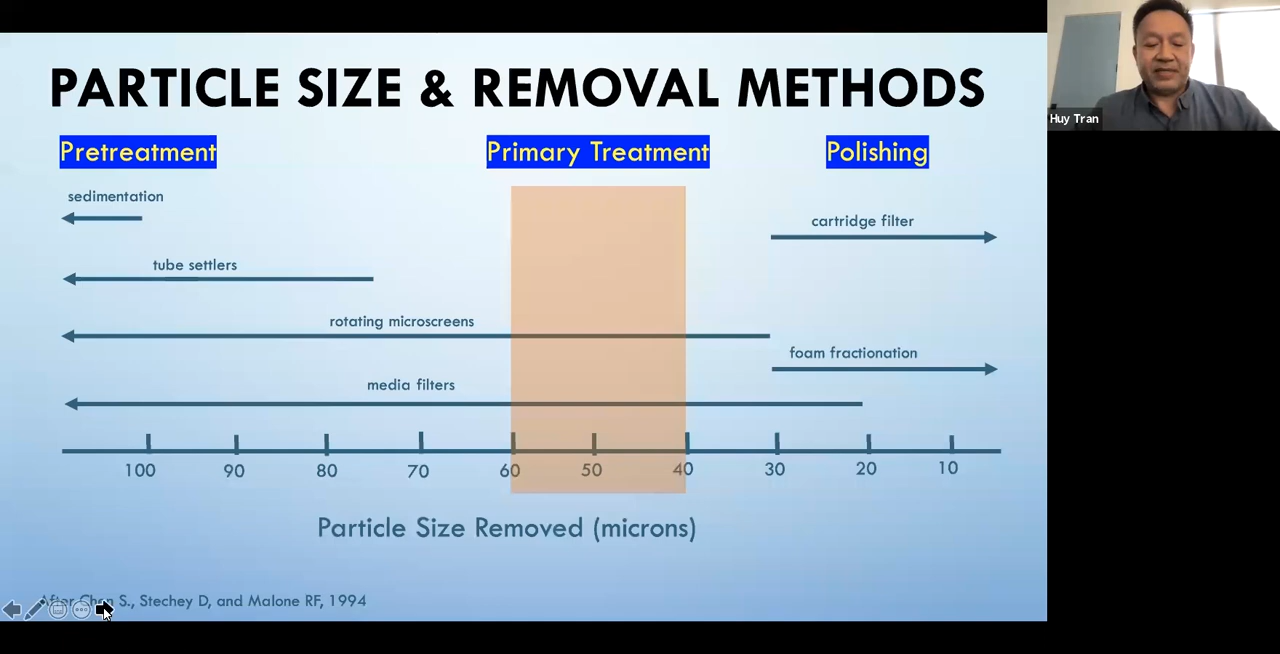 PARTICLE SIZE & REMOVAL METHODS
Huy Tran
Pretreatment
Primary Treatment
Polishing
sedimentation
cartridge filter
tube settlers
rotating microscreens
foam fractionation
media filters
100 90 80 70 60 50 40 30 20 10
Particle Size Removed (microns)
After Chen S., Stechey D, and Malone RF, 1994